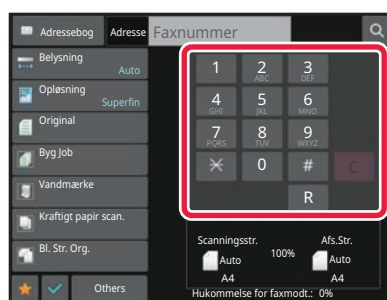 Adressebog
Adresse
Faxnummer
Belysning
Auto
Opløsning
Superfin
Original
Byg Job
Vandmærke
Kraftigt papir scan.
Bl. Str. Org.
Others
1 2 3
ABC DEF
4 5 6
GHI JKL MNO
7 8 9
PQRS TUV WXYZ
0 # C
R
Scanningsstr. Afs.Str.
Auto 100% Auto
A4 A4
Hukommelse for faxmodt.: 0%